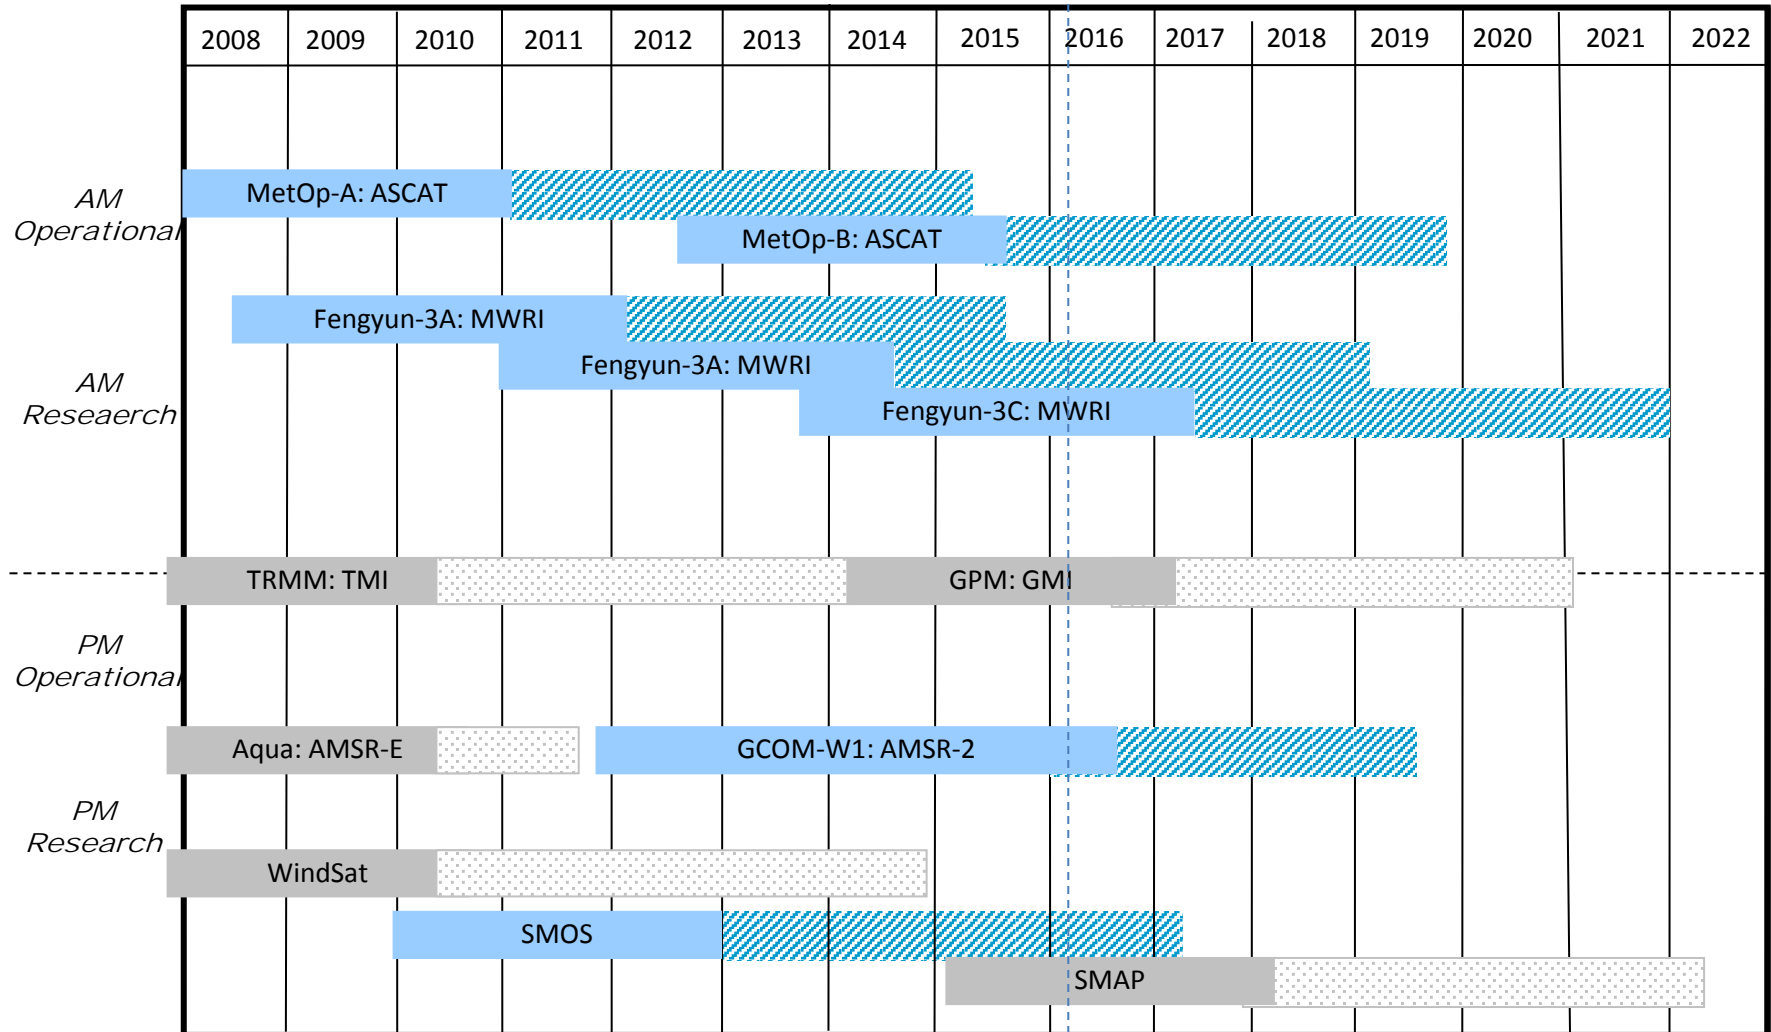 2008 2009 2010 2011 2012 2013 2014 2015 2016 2017 2018 2019 2020 2021 2022
AM
Operational
MetOp-A: ASCAT
MetOp-B: ASCAT
Fengyun-3A: MWRI
Fengyun-3A: MWRI
AM
Reseaerch
Fengyun-3C: MWRI
TRMM: TMI GPM: GMI
PM
Operational
Aqua: AMSR-E GCOM-W1: AMSR-2
PM
Research
WindSat
SMOS
SMAP